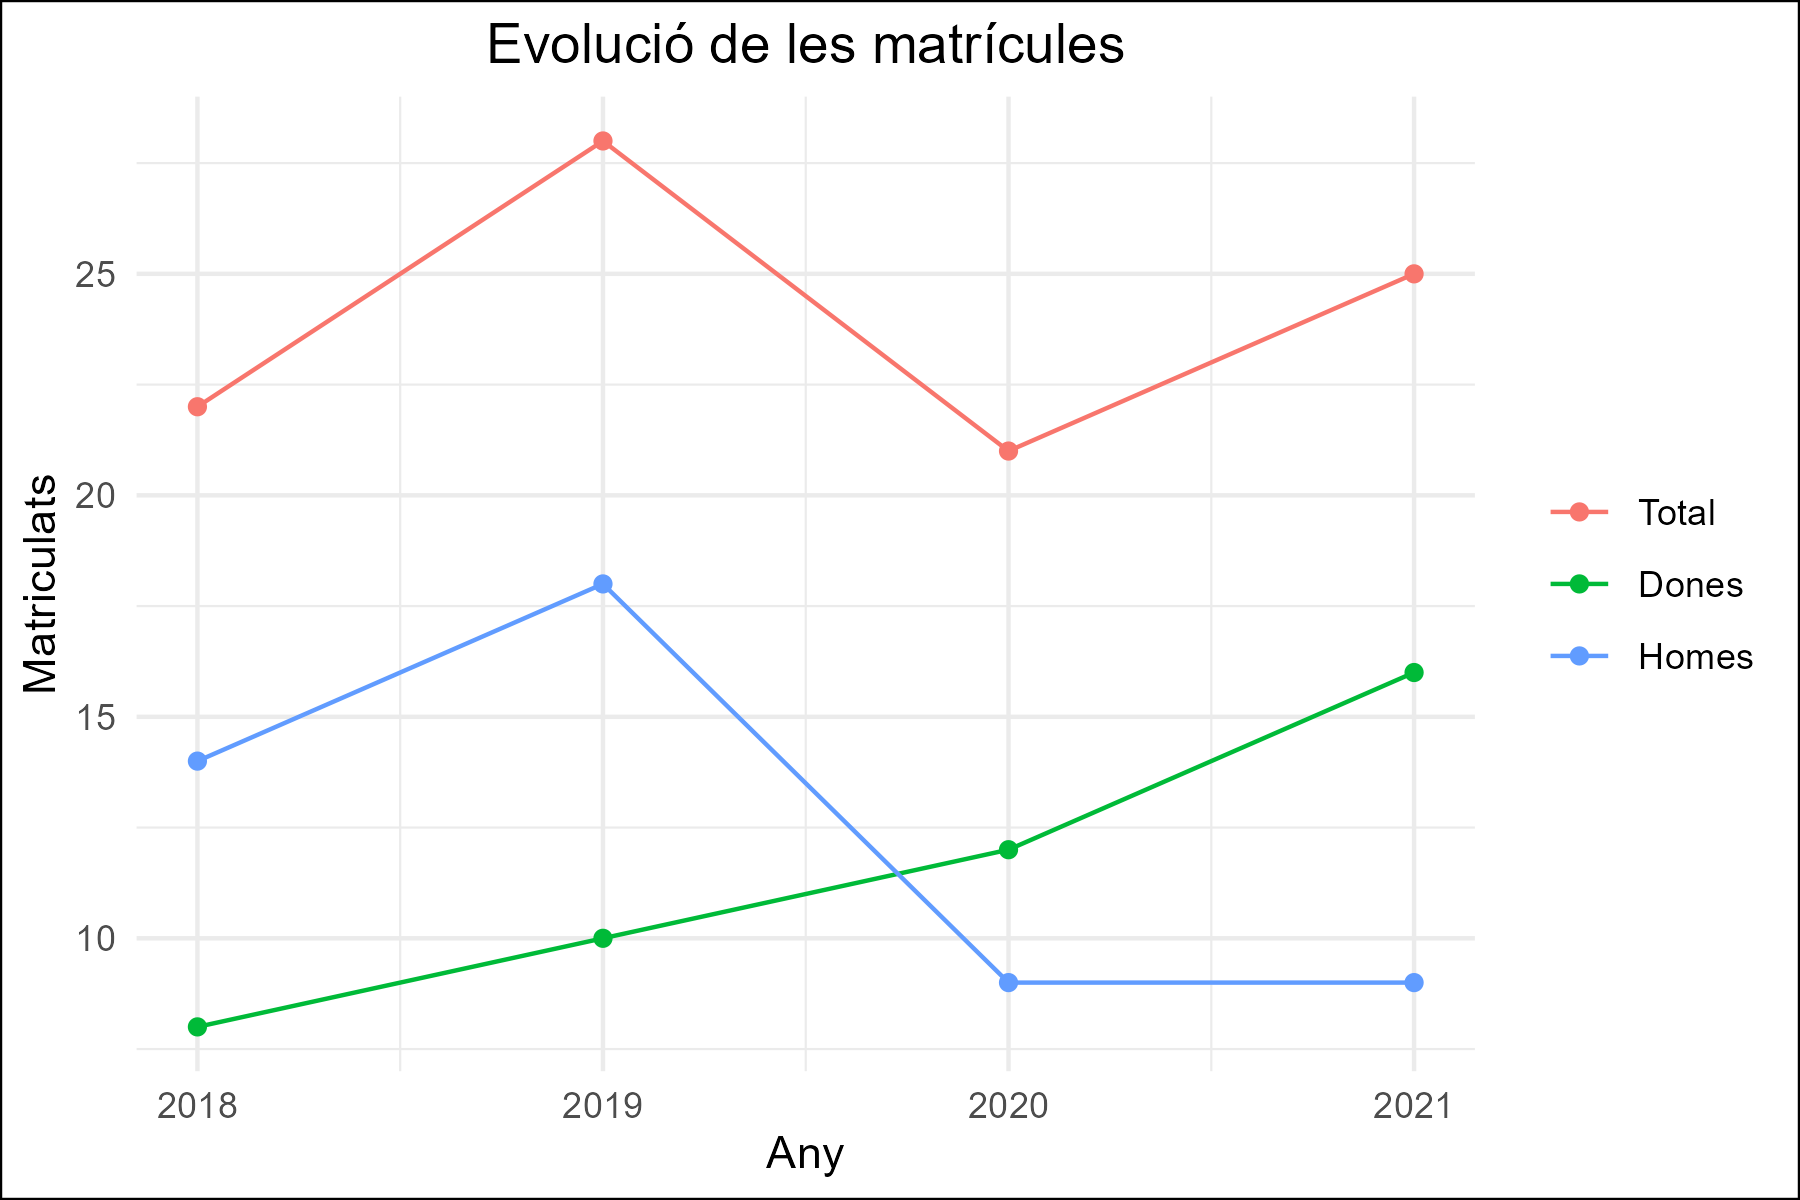 Evolució de les matrícules
Matriculats
25
20
15
10
2018 2019 2020 2021
Any
Total
Dones
Homes